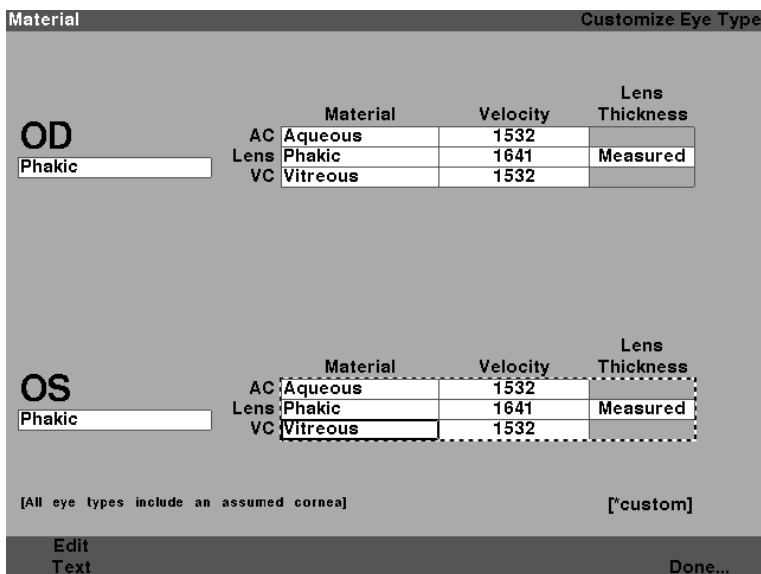 Material Customize Eye Type
Lens
Material Velocity Thickness
OD
AC Aqueous 1532
Phakic
Lens Phakic 1641 Measured
VC Vitreous 1532
Lens
Material Velocity Thickness
OS
AC Aqueous 1532
Phakic
Lens Phakic 1641 Measured
VC Vitreous 1532
[All eye types include an assumed cornea] [*custom]
Edit
Text Done...